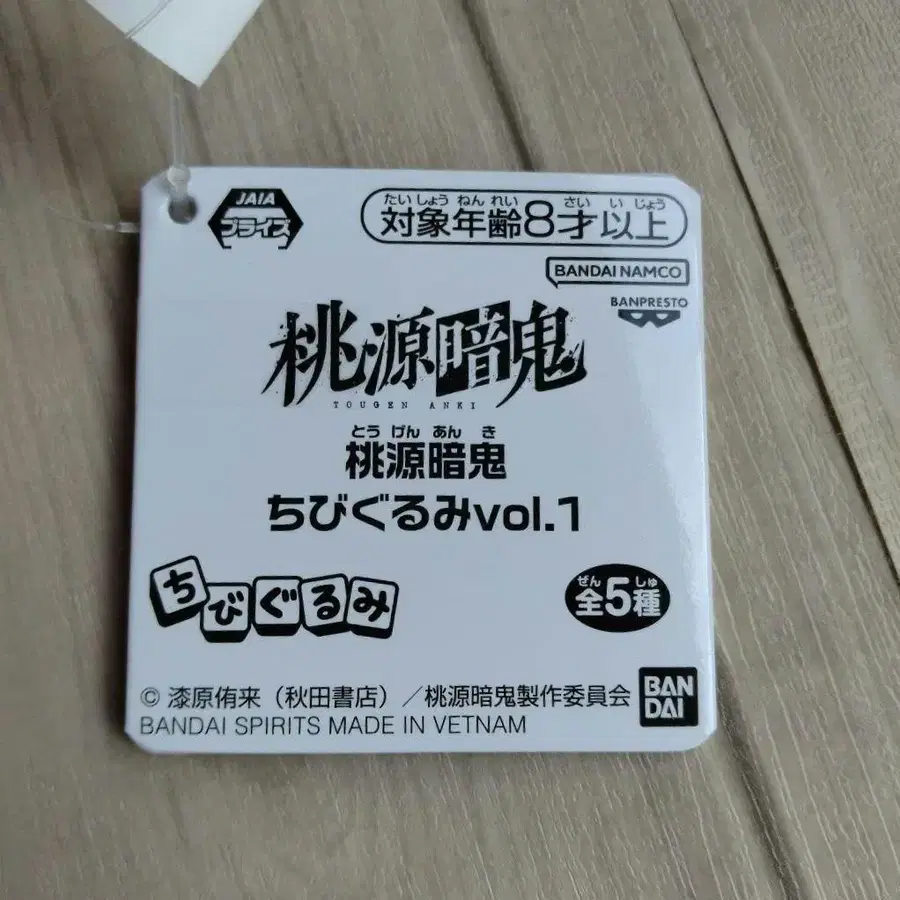 JAIA
プライズ
たいしょうねんれい さいいじょう
対象年齢8才以上
BANDAI NAMCO
BANPRESTO
桃源暗鬼
TOUGEN ANKI
とうげんあんき
桃源暗鬼
ちびぐるみvol.1
ちびぐるみ
ぜん しゅ
全5種
© 漆原侑来（秋田書店）／桃源暗鬼製作委員会
BANDAI SPIRITS MADE IN VETNAM
BAN
DAI